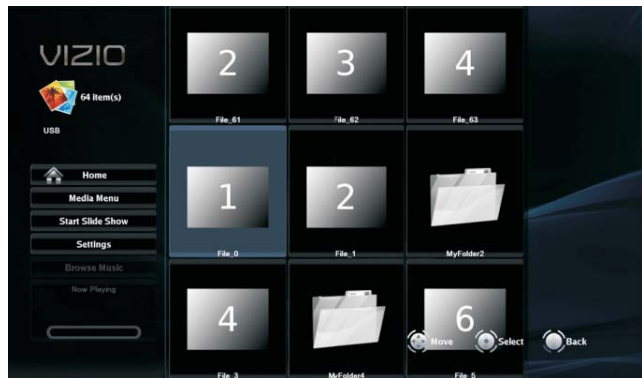 VIZIO
64 item(s)
USB
Home
Media Menu
Start Slide Show
Settings
Browse Music
Now Playing
2
3
4
File_61
File_62
File_63
1
2
File_0
File_1
MyFolder2
4
6
File_3
MyFolder4
File_5
Move
Select
Back